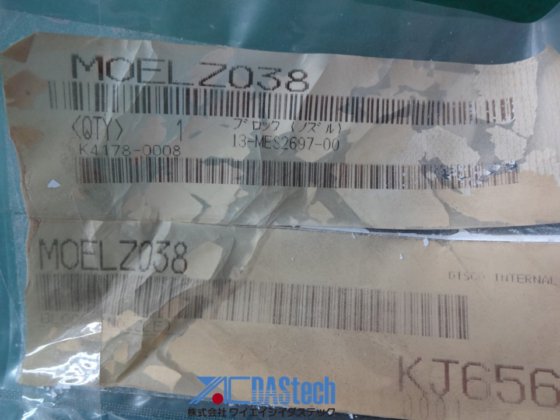 MOELZ038
<QTY> 1 ブロック(ノズル)
K4178-0008 13-MES2697-00
MOELZ038
DISCO INTERNAL
KJ656
DAStech
株式会社 ワイエイシイダステック